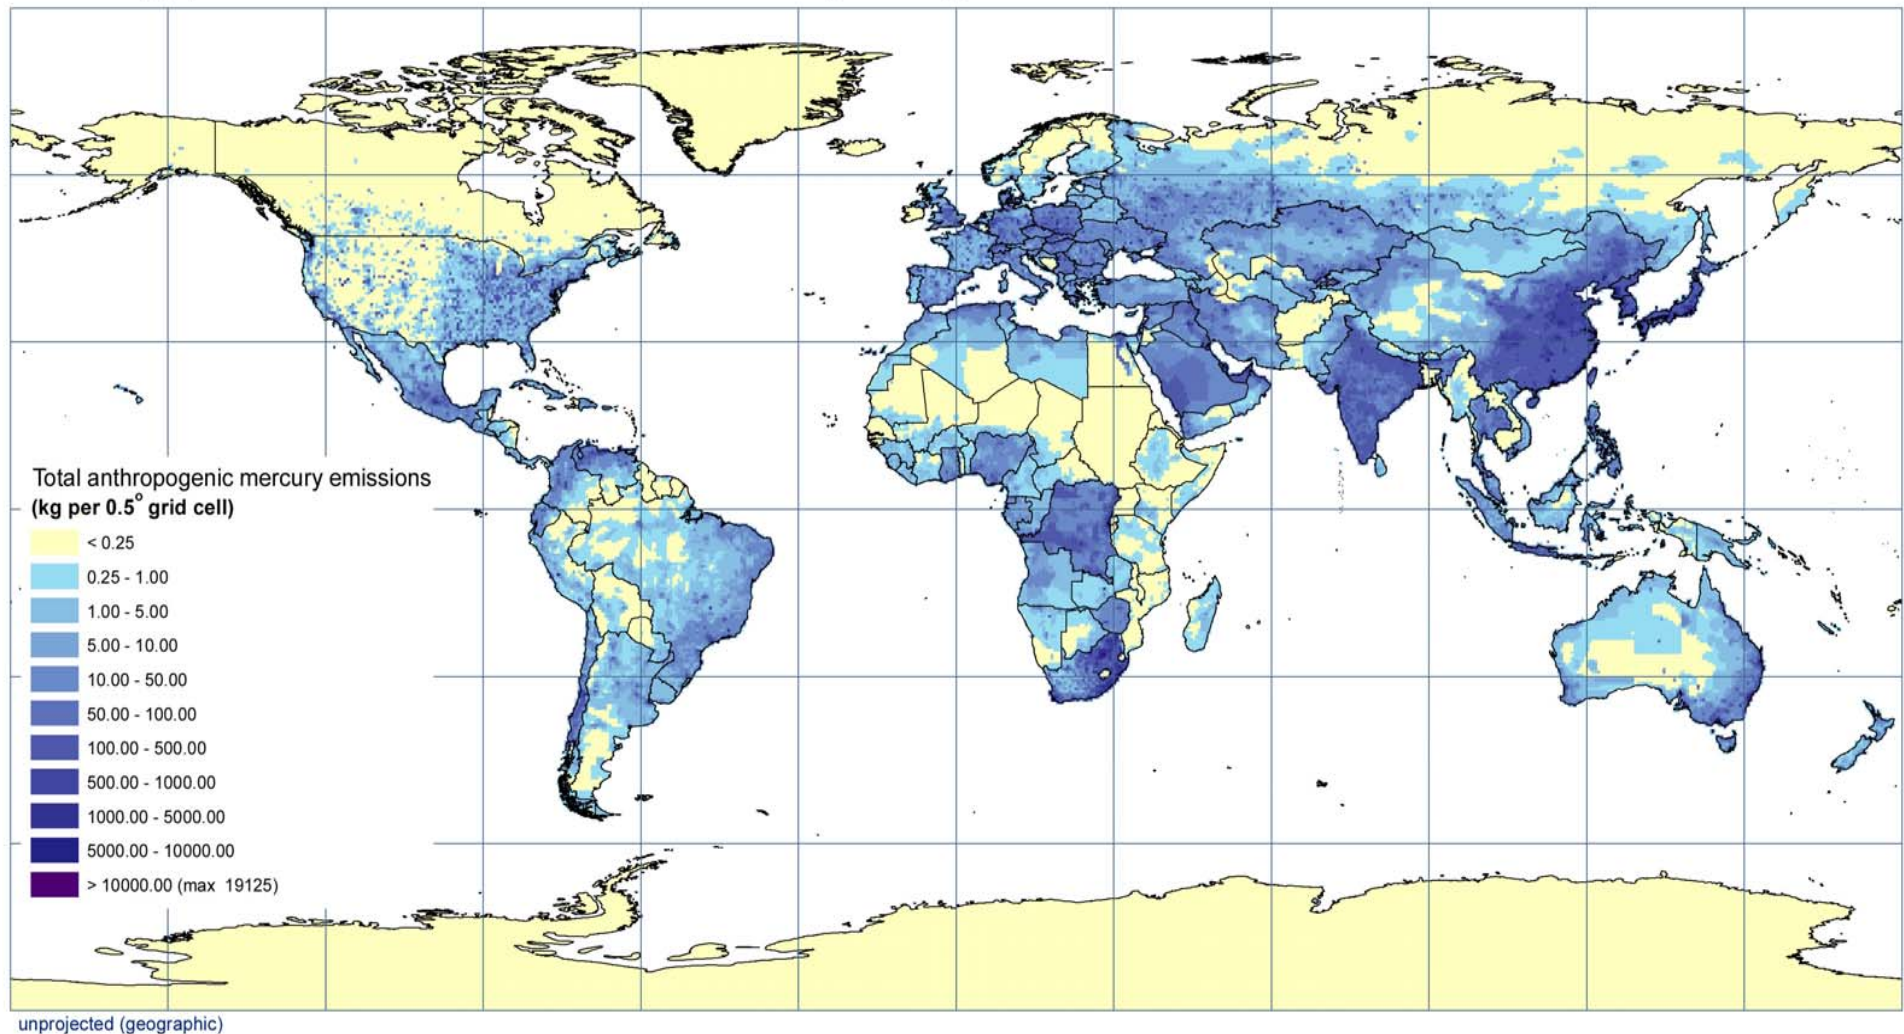 Total anthropogenic mercury emissions
(kg per 0.5° grid cell)
< 0.25
0.25 - 1.00
1.00 - 5.00
5.00 - 10.00
10.00 - 50.00
50.00 - 100.00
100.00 - 500.00
500.00 - 1000.00
1000.00 - 5000.00
5000.00 - 10000.00
> 10000.00 (max 19125)
unprojected (geographic)